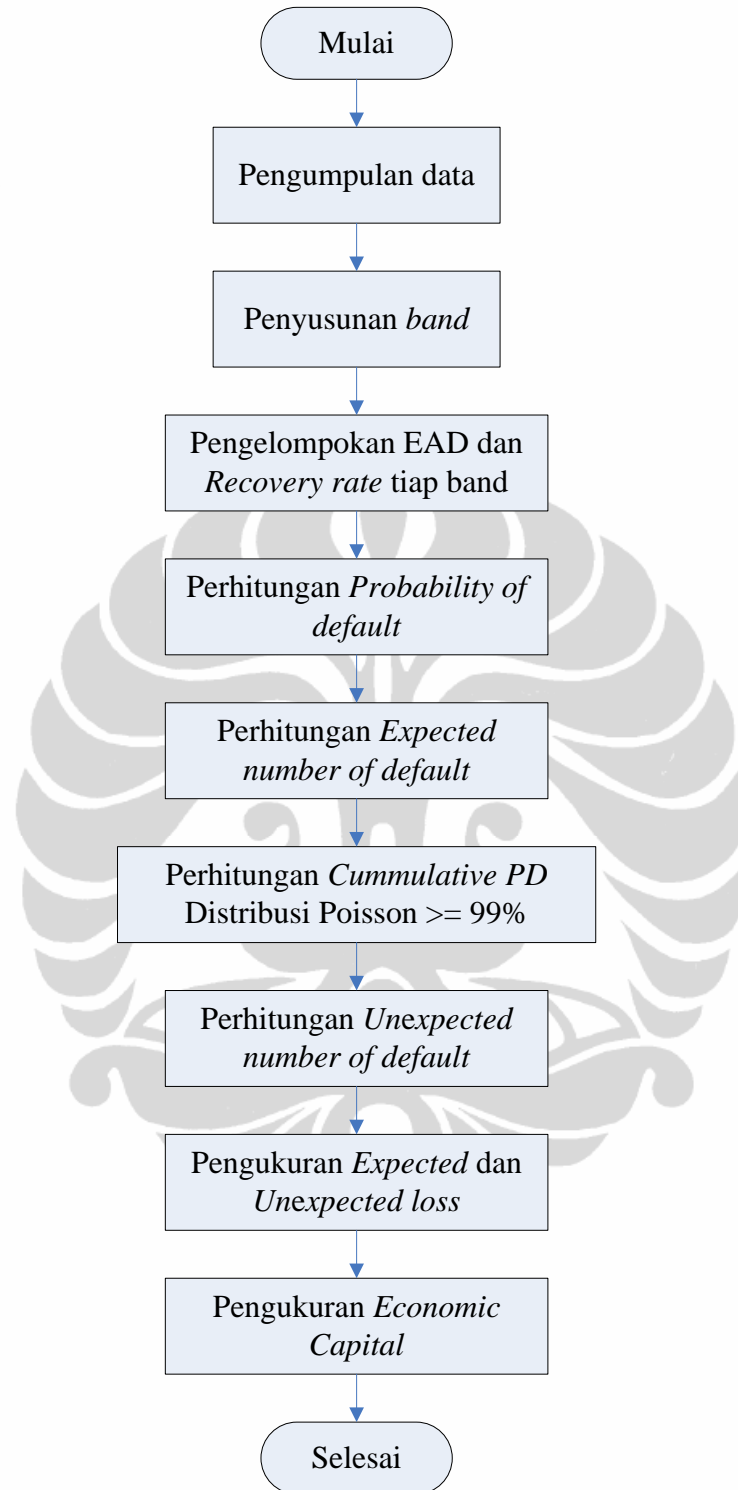 Mulai
Pengumpulan data
Penyusunan band
Pengelompokan EAD dan
Recovery rate tiap band
Perhitungan Probability of
default
Perhitungan Expected
number of default
Perhitungan Cummulative PD
Distribusi Poisson >= 99%
Perhitungan Unexpected
number of default
Pengukuran Expected dan
Unexpected loss
Pengukuran Economic
Capital
Selesai